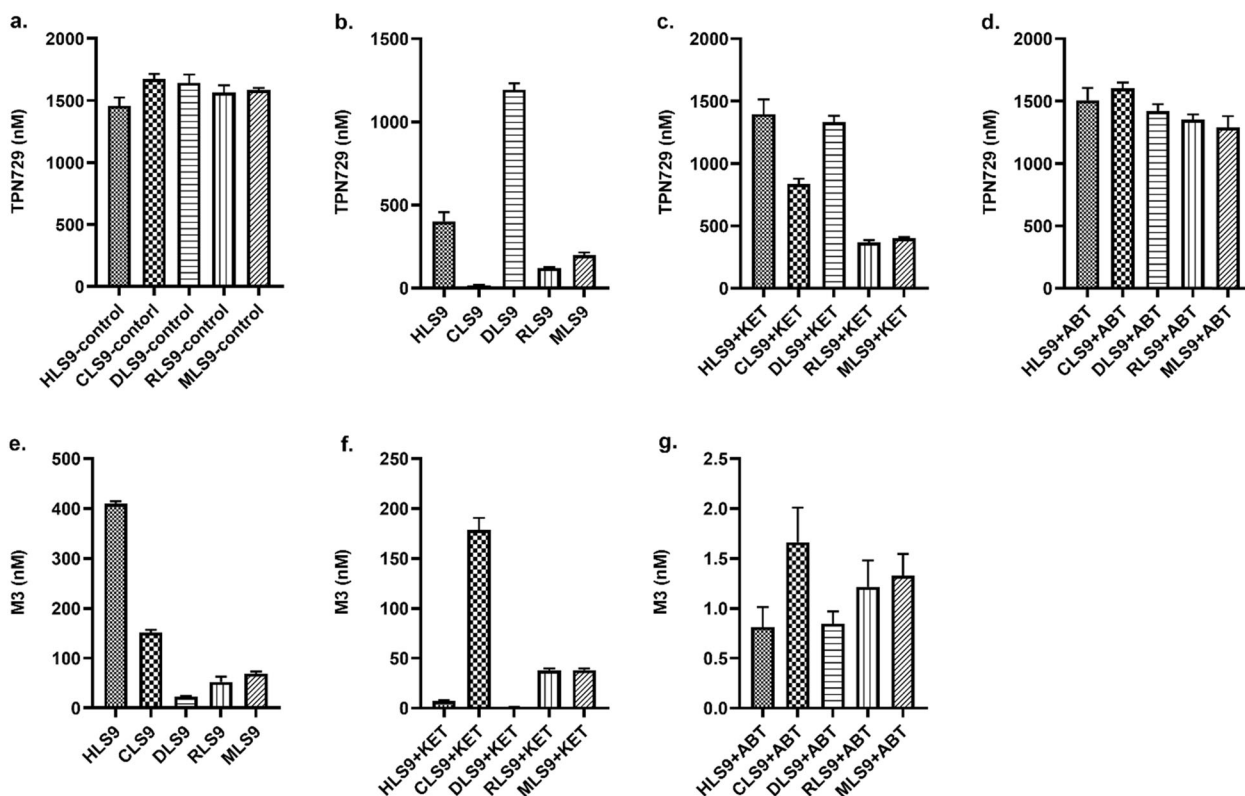 a.
2000
1500
1000
500
0
TPN729 (nM)
HLS9-control
CLS9-contorl
DLS9-control
RLS9-control
MLS9-control
b.
1500
1000
500
0
TPN729 (nM)
HLS9
CLS9
DLS9
RLS9
MLS9
c.
2000
1500
1000
500
0
TPN729 (nM)
HLS9+KET
CLS9+KET
DLS9+KET
RLS9+KET
MLS9+KET
d.
2000
1500
1000
500
0
TPN729 (nM)
HLS9+ABT
CLS9+ABT
DLS9+ABT
RLS9+ABT
MLS9+ABT
e.
500
400
300
200
100
0
M3 (nM)
HLS9
CLS9
DLS9
RLS9
MLS9
f.
250
200
150
100
50
0
M3 (nM)
HLS9+KET
CLS9+KET
DLS9+KET
RLS9+KET
MLS9+KET
g.
2.5
2.0
1.5
1.0
0.5
0.0
M3 (nM)
HLS9+ABT
CLS9+ABT
DLS9+ABT
RLS9+ABT
MLS9+ABT